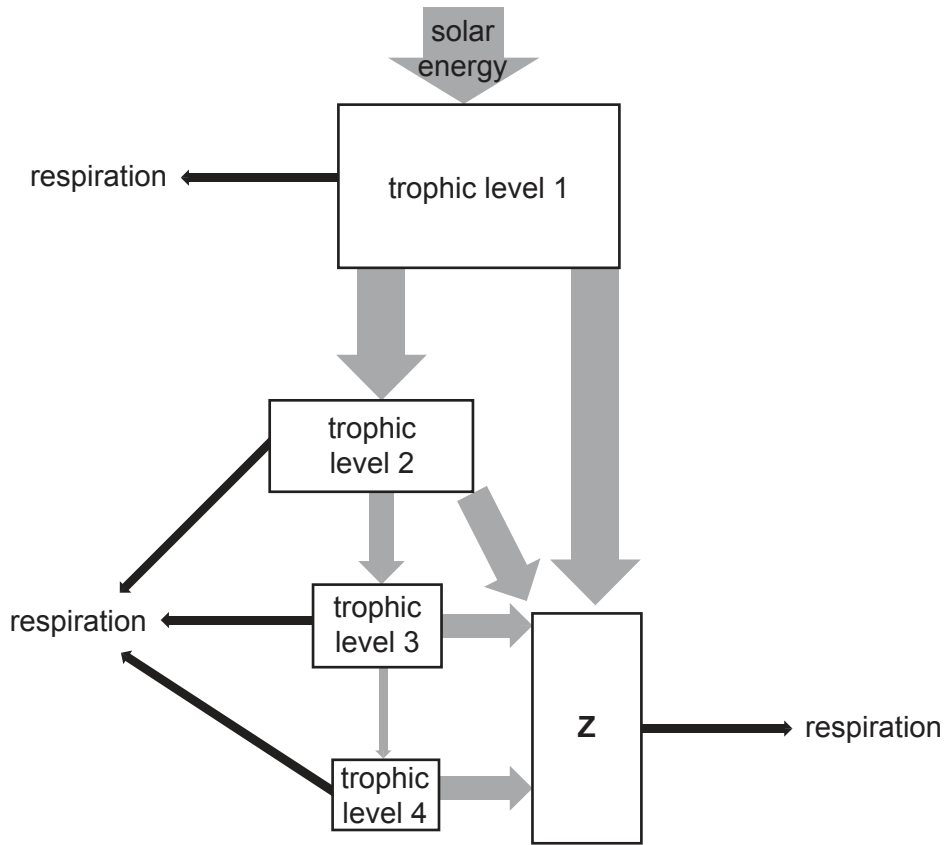 solar
energy
respiration
trophic level 1
trophic
level 2
respiration
trophic
level 3
Z
respiration
trophic
level 4